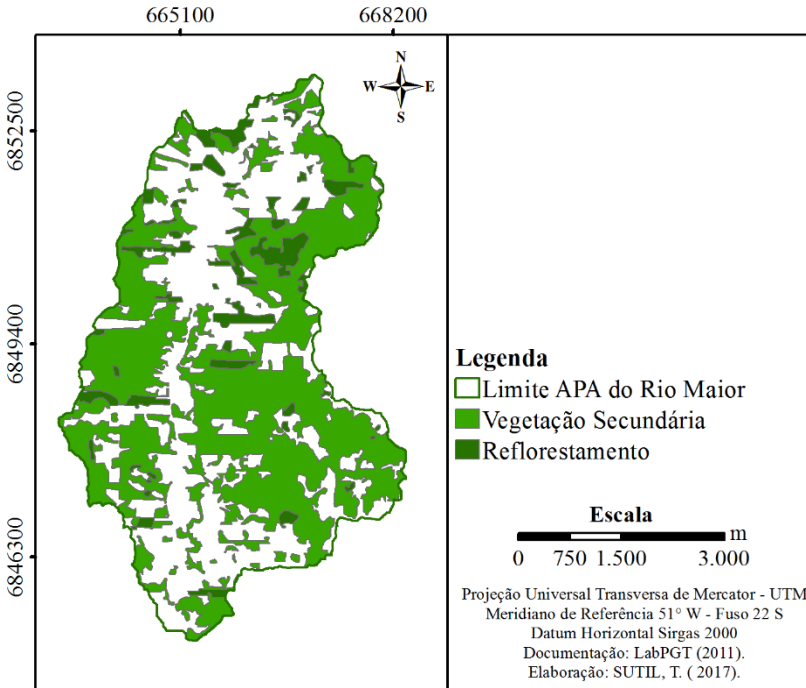 665100 668200
N
W E
S
6852500
6849400
6846300
Legenda
Limite APA do Rio Maior
Vegetação Secundária
Reflorestamento
Escala
m
0 750 1.500 3.000
Projeção Universal Transversa de Mercator - UTM
Meridiano de Referência 51° W - Fuso 22 S
Datum Horizontal Sirgas 2000
Documentação: LabPGT (2011).
Elaboração: SUTIL, T. ( 2017).